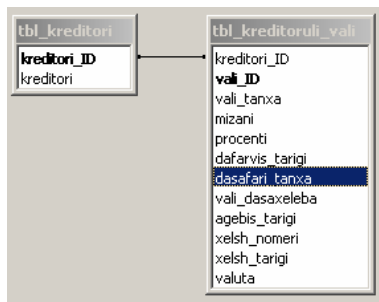 tbl_kreditori
kreditori_ID
kreditori
tbl_kreditoruli_vali
kreditori_ID
vali_ID
vali_tanxa
mizani
procenti
dafarvis_tarigi
dasafari_tanxa
vali_dasaxeleba
agebis_tarigi
xelsh_nomeri
xelsh_tarigi
valuta